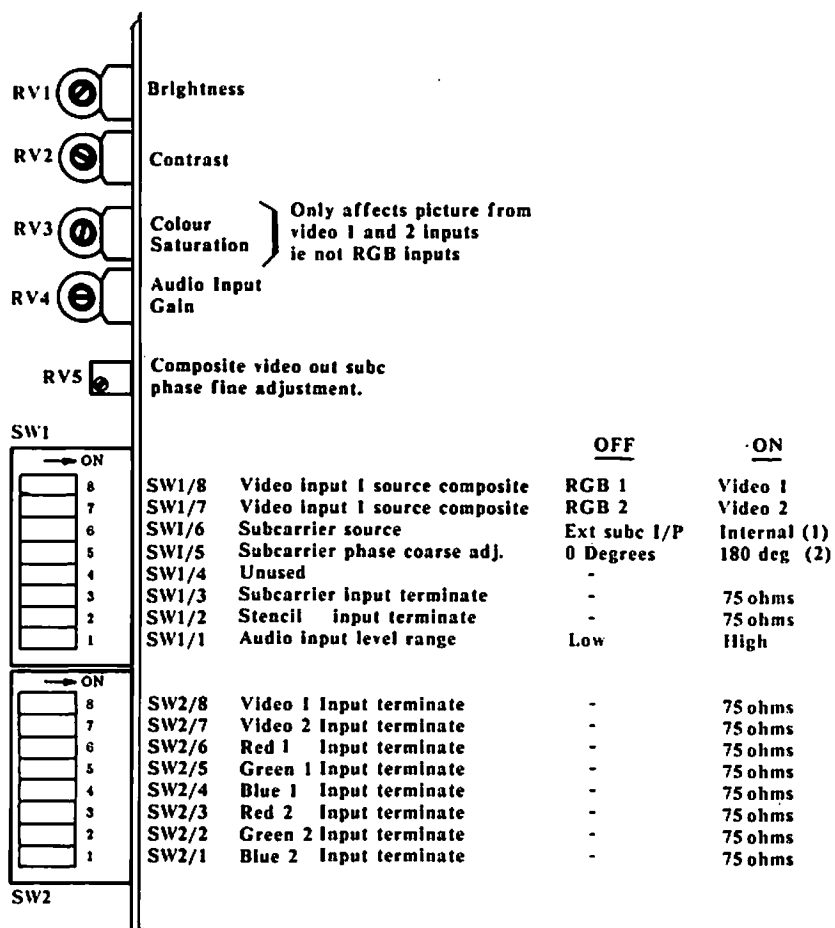 RV1 Brightness
RV2 Contrast
RV3 Colour Saturation
Only affects picture from
video 1 and 2 inputs
ie not RGB inputs
RV4 Audio Input Gain
RV5 Composite video out subc
phase fine adjustment.
SW1
→ ON
OFF ON
8 SW1/8 Video input 1 source composite RGB 1 Video 1
7 SW1/7 Video input 1 source composite RGB 2 Video 2
6 SW1/6 Subcarrier source Ext subc I/P Internal (1)
5 SW1/5 Subcarrier phase coarse adj. 0 Degrees 180 deg (2)
4 SW1/4 Unused -
3 SW1/3 Subcarrier input terminate - 75 ohms
2 SW1/2 Stencil input terminate - 75 ohms
1 SW1/1 Audio input level range Low High
→ ON
8 SW2/8 Video 1 Input terminate - 75 ohms
7 SW2/7 Video 2 Input terminate - 75 ohms
6 SW2/6 Red 1 Input terminate - 75 ohms
5 SW2/5 Green 1 Input terminate - 75 ohms
4 SW2/4 Blue 1 Input terminate - 75 ohms
3 SW2/3 Red 2 Input terminate - 75 ohms
2 SW2/2 Green 2 Input terminate - 75 ohms
1 SW2/1 Blue 2 Input terminate - 75 ohms
SW2